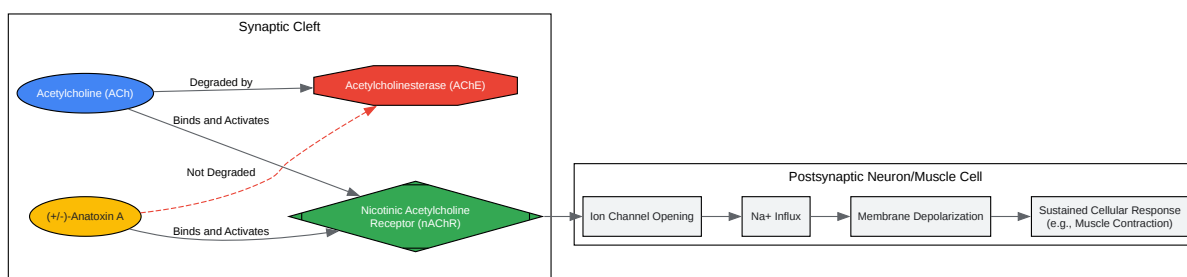 Synaptic Cleft
Acetylcholine (ACh)
Degraded by
Acetylcholinesterase (AChE)
Binds and Activates
Not Degraded
(+/-)-Anatoxin A
Binds and Activates
Nicotinic Acetylcholine
Receptor (nAChR)
Postsynaptic Neuron/Muscle Cell
Ion Channel Opening
Na+ Influx
Membrane Depolarization
Sustained Cellular Response
(e.g., Muscle Contraction)